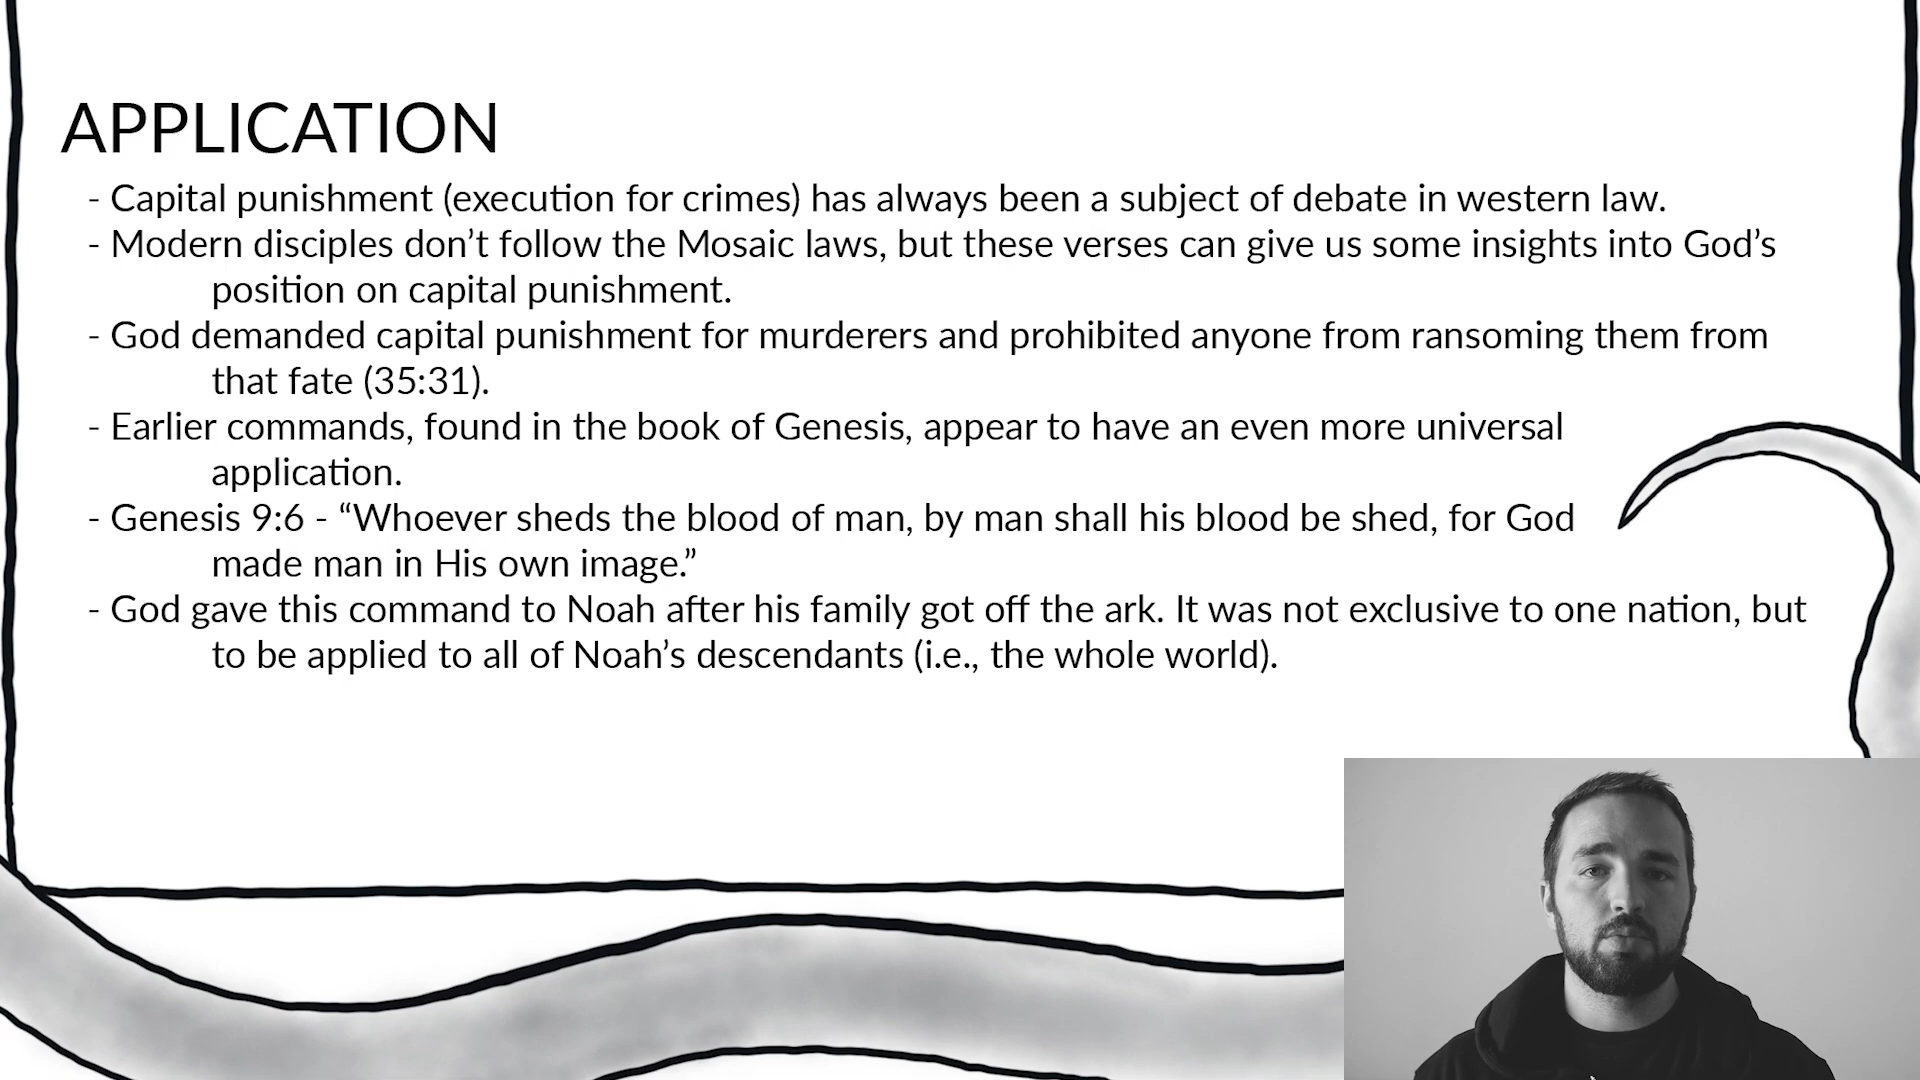 APPLICATION
- Capital punishment (execution for crimes) has always been a subject of debate in western law.
- Modern disciples don’t follow the Mosaic laws, but these verses can give us some insights into God’s
position on capital punishment.
- God demanded capital punishment for murderers and prohibited anyone from ransoming them from
that fate (35:31).
- Earlier commands, found in the book of Genesis, appear to have an even more universal
application.
- Genesis 9:6 - “Whoever sheds the blood of man, by man shall his blood be shed, for God
made man in His own image.”
- God gave this command to Noah after his family got off the ark. It was not exclusive to one nation, but
to be applied to all of Noah’s descendants (i.e., the whole world).